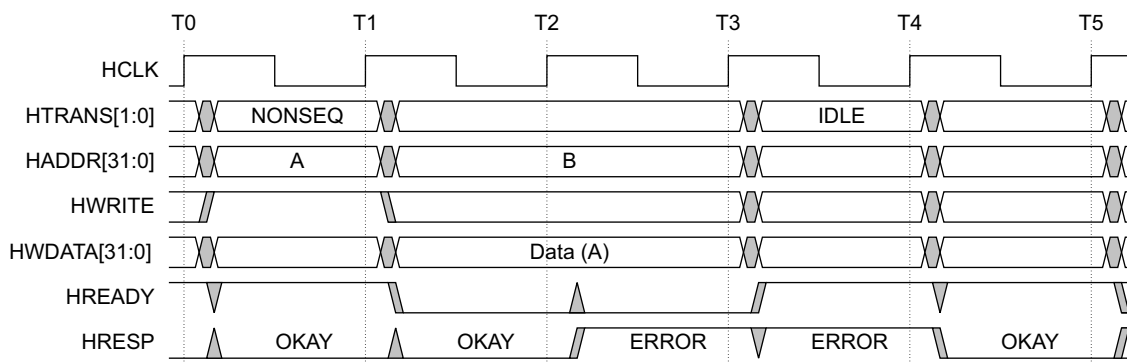 T0 T1 T2 T3 T4 T5
HCLK
HTRANS[1:0] NONSEQ IDLE
HADDR[31:0] A B
HWRITE
HWDATA[31:0] Data (A)
HREADY
HRESP OKAY OKAY ERROR ERROR OKAY